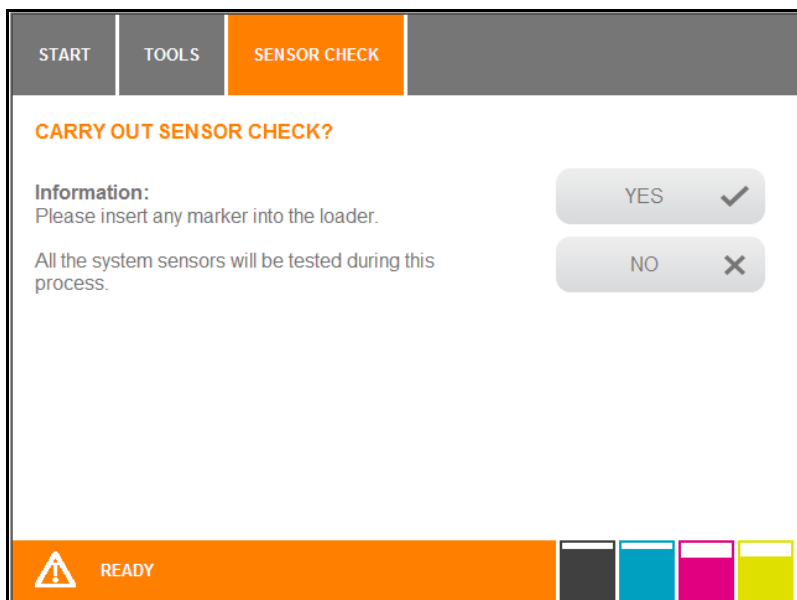 START
TOOLS
SENSOR CHECK
CARRY OUT SENSOR CHECK?
Information:
Please insert any marker into the loader.
All the system sensors will be tested during this
process.
YES
NO
READY